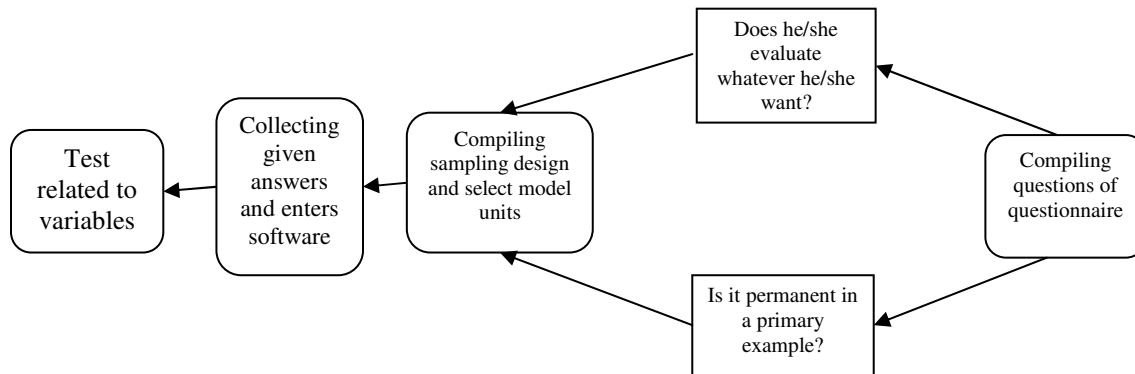 Does he/she
evaluate
whatever he/she
want?
Test
related to
variables
Collecting
given
answers
and enters
software
Compiling
sampling design
and select model
units
Compiling
questions of
questionnaire
Is it permanent in
a primary
example?